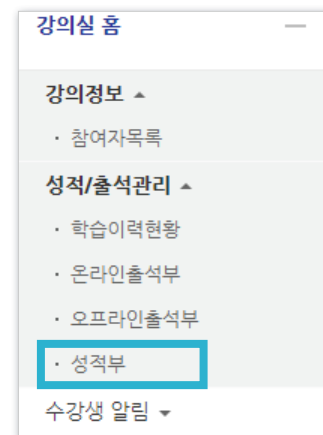 강의실 홈
강의정보
· 참여자목록
성적/출석관리
· 학습이력현황
· 온라인출석부
· 오프라인출석부
· 성적부
수강생 알림